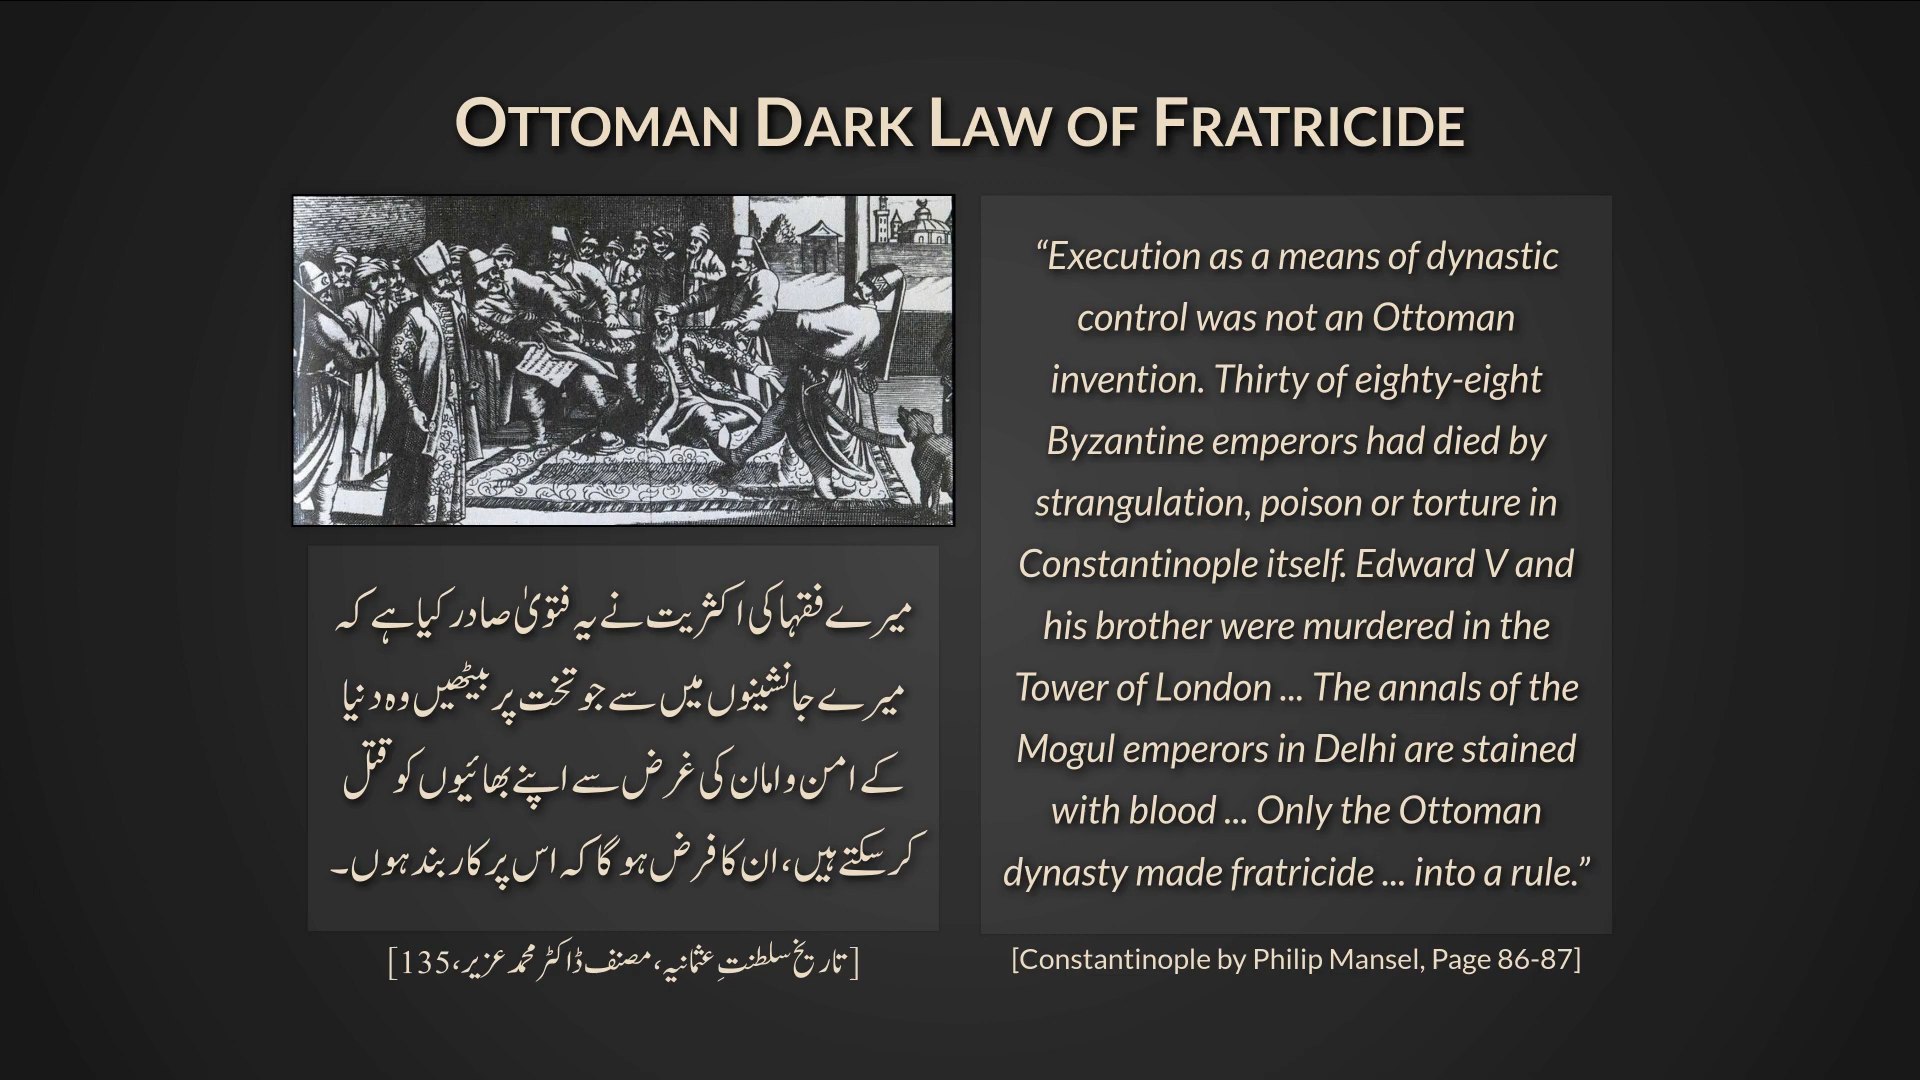 OTTOMAN DARK LAW OF FRATRICIDE
میرے فقہا کی اکثریت نے یہ فتویٰ صادر کیا ہے کہ
میرے جانشینوں میں سے جو تخت پر بیٹھیں وہ دنیا
کے امن و امان کی غرض سے اپنے بھائیوں کو قتل
کر سکتے ہیں، ان کا فرض ہو گا کہ اس پر کاربند ہوں۔
[تاریخ سلطنتِ عثمانیہ، مصنف ڈاکٹر محمد عزیر، 135]
“Execution as a means of dynastic
control was not an Ottoman
invention. Thirty of eighty-eight
Byzantine emperors had died by
strangulation, poison or torture in
Constantinople itself. Edward V and
his brother were murdered in the
Tower of London ... The annals of the
Mogul emperors in Delhi are stained
with blood ... Only the Ottoman
dynasty made fratricide ... into a rule.”
[Constantinople by Philip Mansel, Page 86-87]